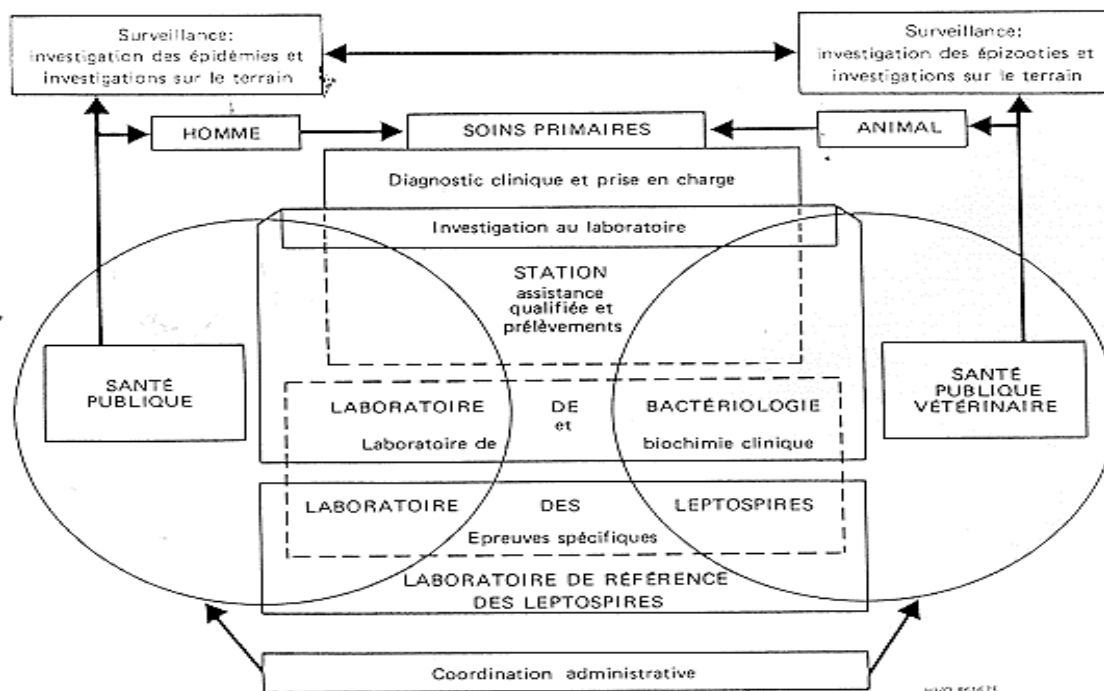 Surveillance:
investigation des épidémies et
investigations sur le terrain
Surveillance:
investigation des épizooties et
investigations sur le terrain
HOMME
SOINS PRIMAIRES
ANIMAL
Diagnostic clinique et prise en charge
Investigation au laboratoire
STATION
assistance
qualifiée et
prélèvements
SANTÉ
PUBLIQUE
SANTÉ
PUBLIQUE
VÉTÉRINAIRE
LABORATOIRE DE BACTÉRIOLOGIE
et
Laboratoire de biochimie clinique
LABORATOIRE DES LEPTOSPIRES
Epreuves spécifiques
LABORATOIRE DE RÉFÉRENCE
DES LEPTOSPIRES
Coordination administrative